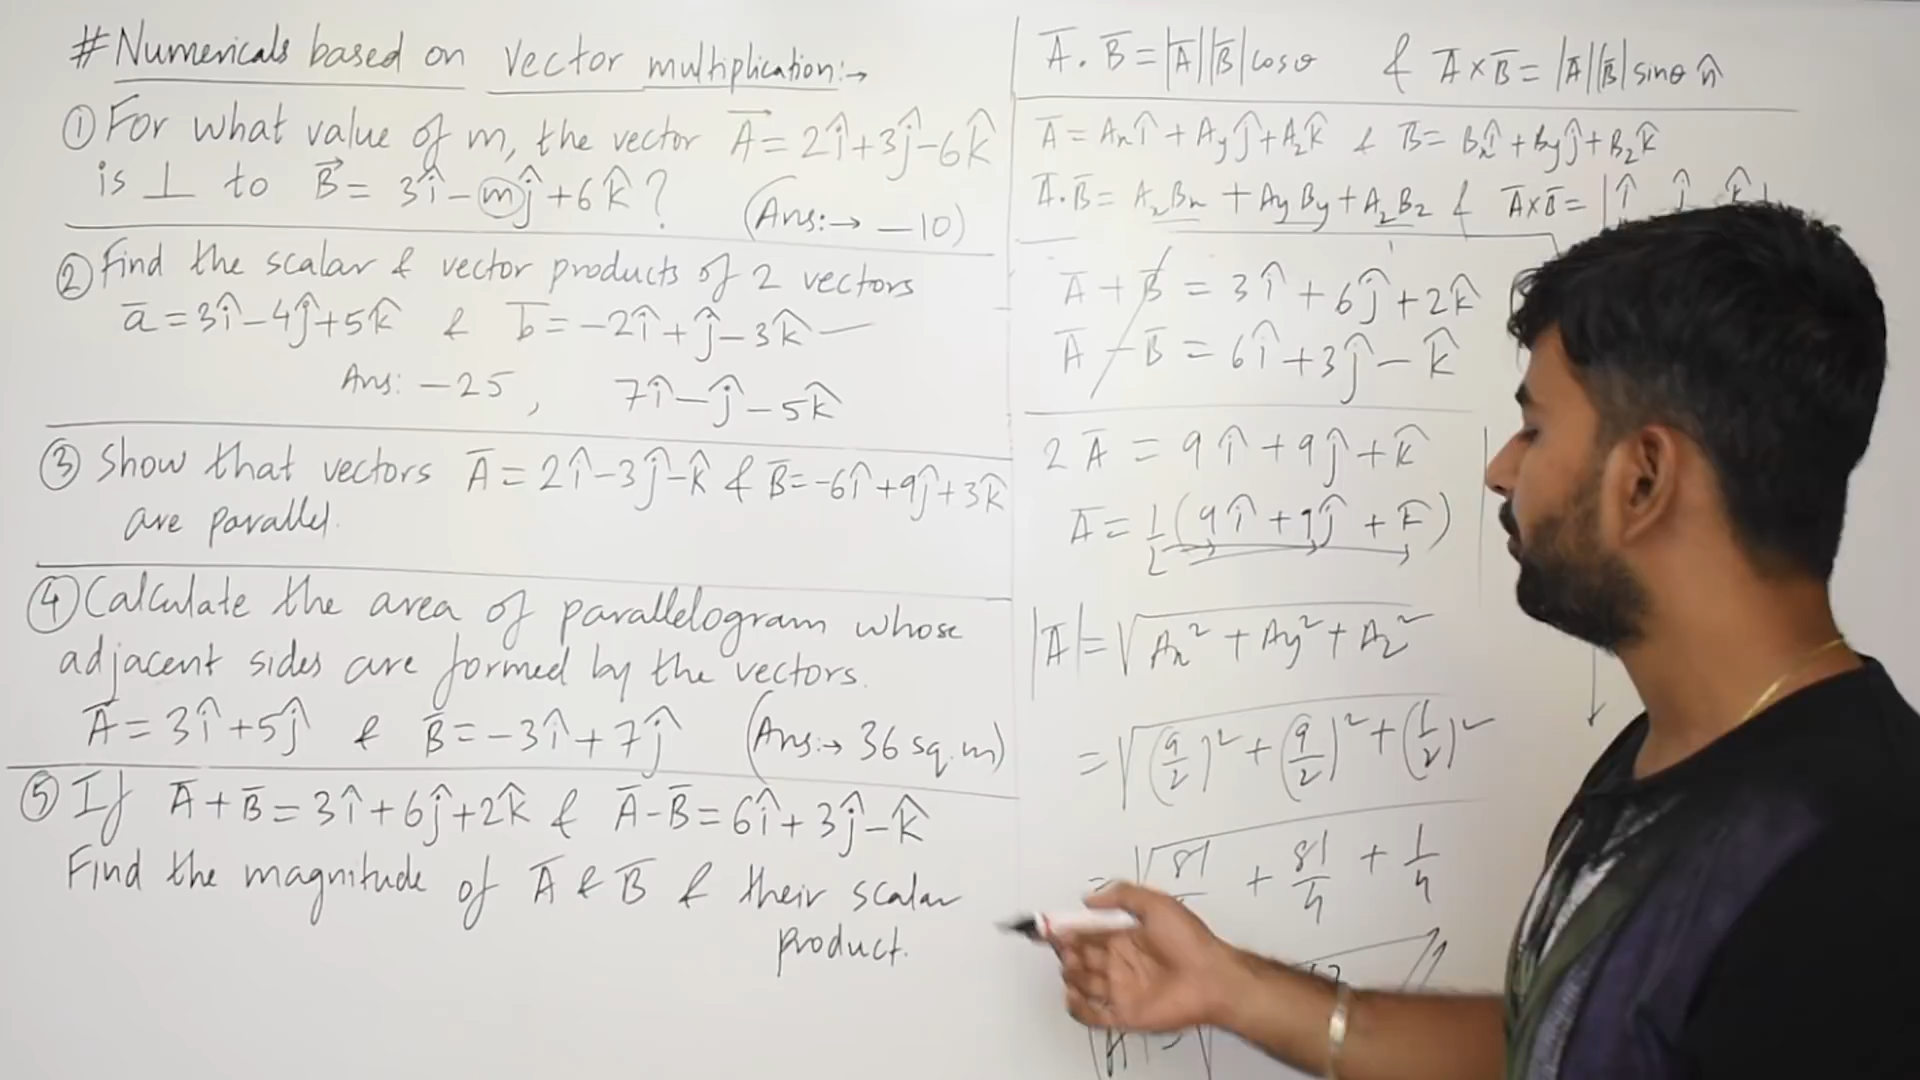 #Numericals based on vector multiplication:→
① For what value of m, the vector A⃗ = 2î+3ĵ-6k̂
is ⊥ to B⃗ = 3î-mĵ+6k̂?
(Ans:→ -10)
② Find the scalar & vector products of 2 vectors
a̅ = 3î-4ĵ+5k̂ & b̅ = -2î+ĵ-3k̂
Ans: -25, 7î-ĵ-5k̂
③ Show that vectors A̅ = 2î-3ĵ-k̂ & B̅ = -6î+9ĵ+3k̂
are parallel.
④ Calculate the area of parallelogram whose
adjacent sides are formed by the vectors.
A̅ = 3î+5ĵ & B̅ = -3î+7ĵ (Ans:→ 36 sq.m)
⑤ If A̅+B̅ = 3î+6ĵ+2k̂ & A̅-B̅ = 6î+3ĵ-k̂
Find the magnitude of A̅ & B̅ & their scalar
product.
A̅.B̅ = |A̅||B̅|cosθ & A̅×B̅ = |A̅||B̅|sinθ n̂
A̅ = Axî + Ayĵ + Azk̂ & B̅ = Bxî + Byĵ + Bzk̂
A̅.B̅ = AxBx + AyBy + AzBz & A̅×B̅ = |î ĵ k̂|
A̅ + B̅ = 3î + 6ĵ + 2k̂
A̅ - B̅ = 6î + 3ĵ - k̂
2A̅ = 9î + 9ĵ + k̂
A̅ = 1/2 (9î + 9ĵ + k̂)
|A̅| = √(Ax² + Ay² + Az²)
= √((9/2)² + (9/2)² + (1/2)²)
= √(81 + 81/4 + 1/4)